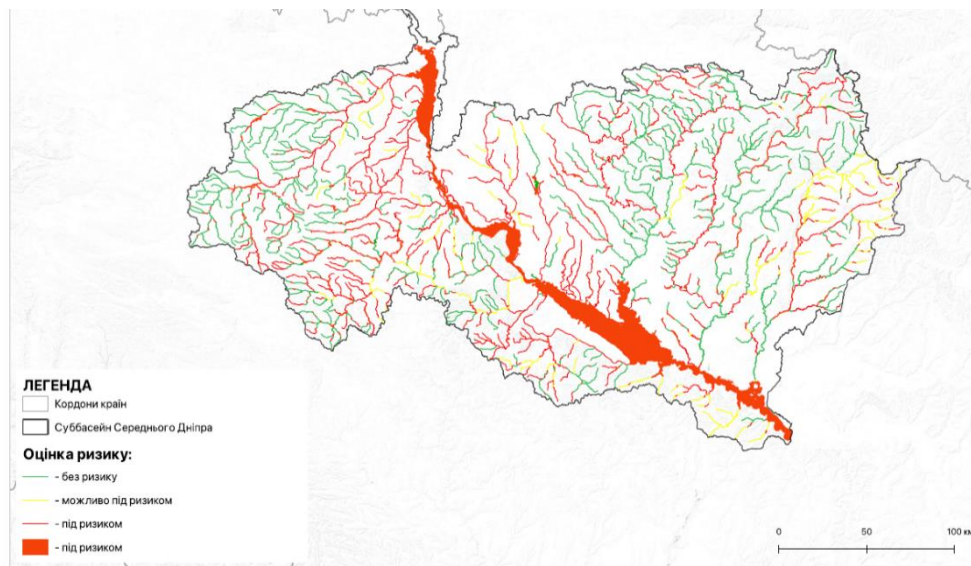 ЛЕГЕНДА
Кордони країн
Суббасейн Середнього Дніпра
Оцінка ризику:
- без ризику
- можливо під ризиком
- під ризиком
- під ризиком
0 50 100 км